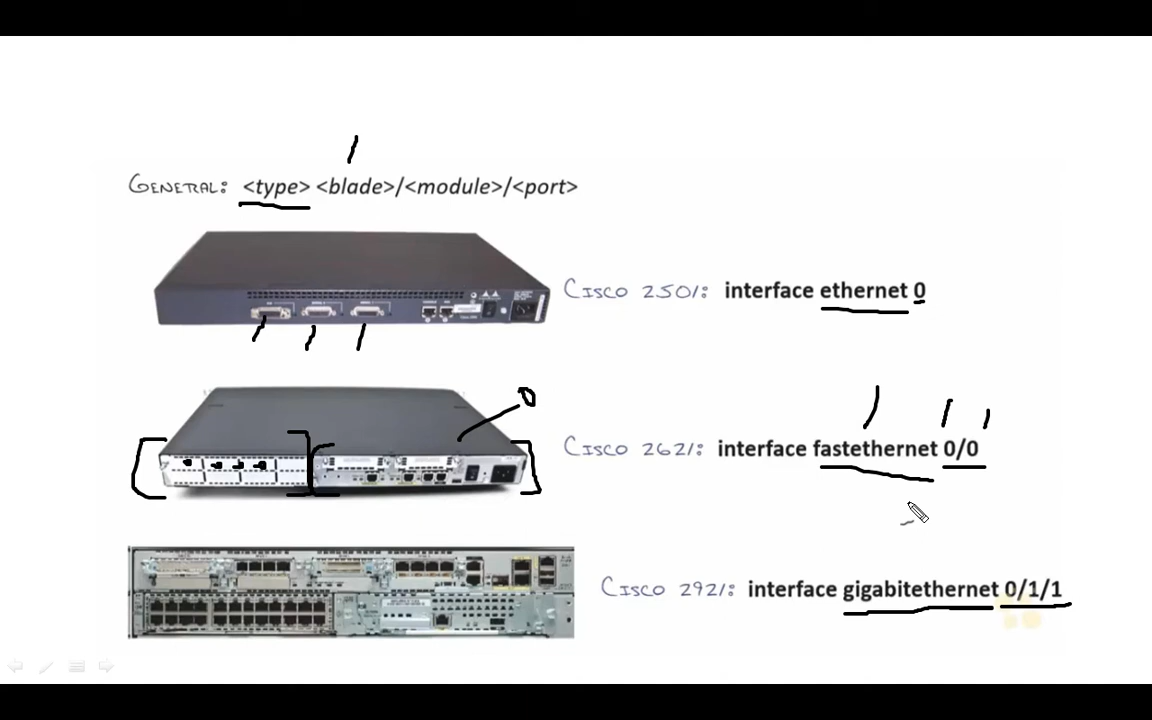 GENERAL: <type> <blade>/<module>/<port>
CISCO 2501: interface ethernet 0
0
CISCO 2621: interface fastethernet 0/0
CISCO 2921: interface gigabitethernet 0/1/1